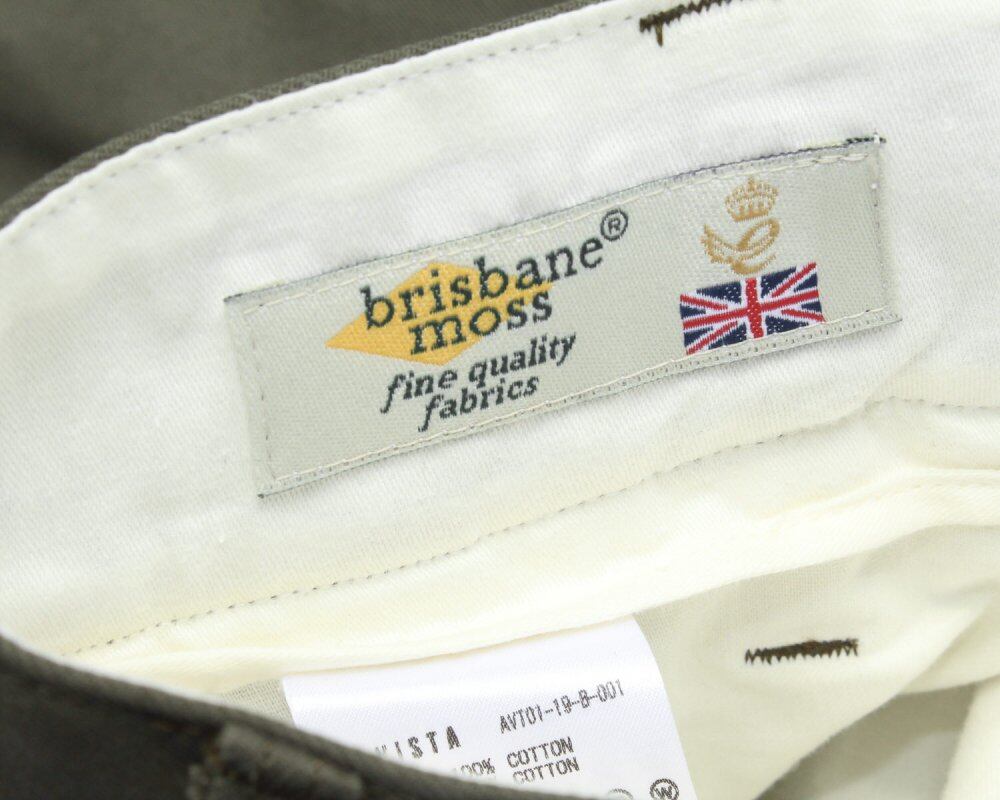 brisbane®
moss
fine quality
fabrics
AVT01-19-B-001
100% COTTON
COTTON
W